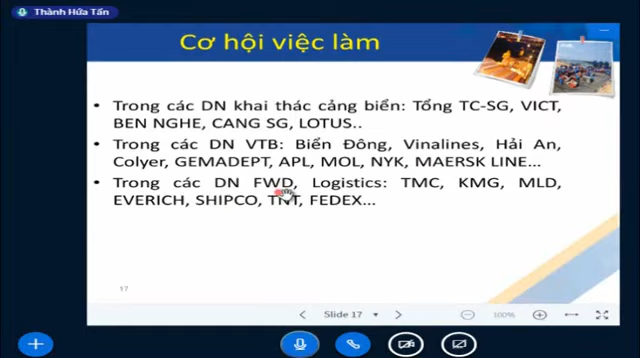 Thành Hứa Tấn
Cơ hội việc làm
• Trong các DN khai thác cảng biển: Tổng TC-SG, VICT,
BEN NGHE, CANG SG, LOTUS..
• Trong các DN VTB: Biển Đông, Vinalines, Hải An,
Colyer, GEMADEPT, APL, MOL, NYK, MAERSK LINE...
• Trong các DN FWD, Logistics: TMC, KMG, MLD,
EVERICH, SHIPCO, TNT, FEDEX...
17
Slide 17
100%